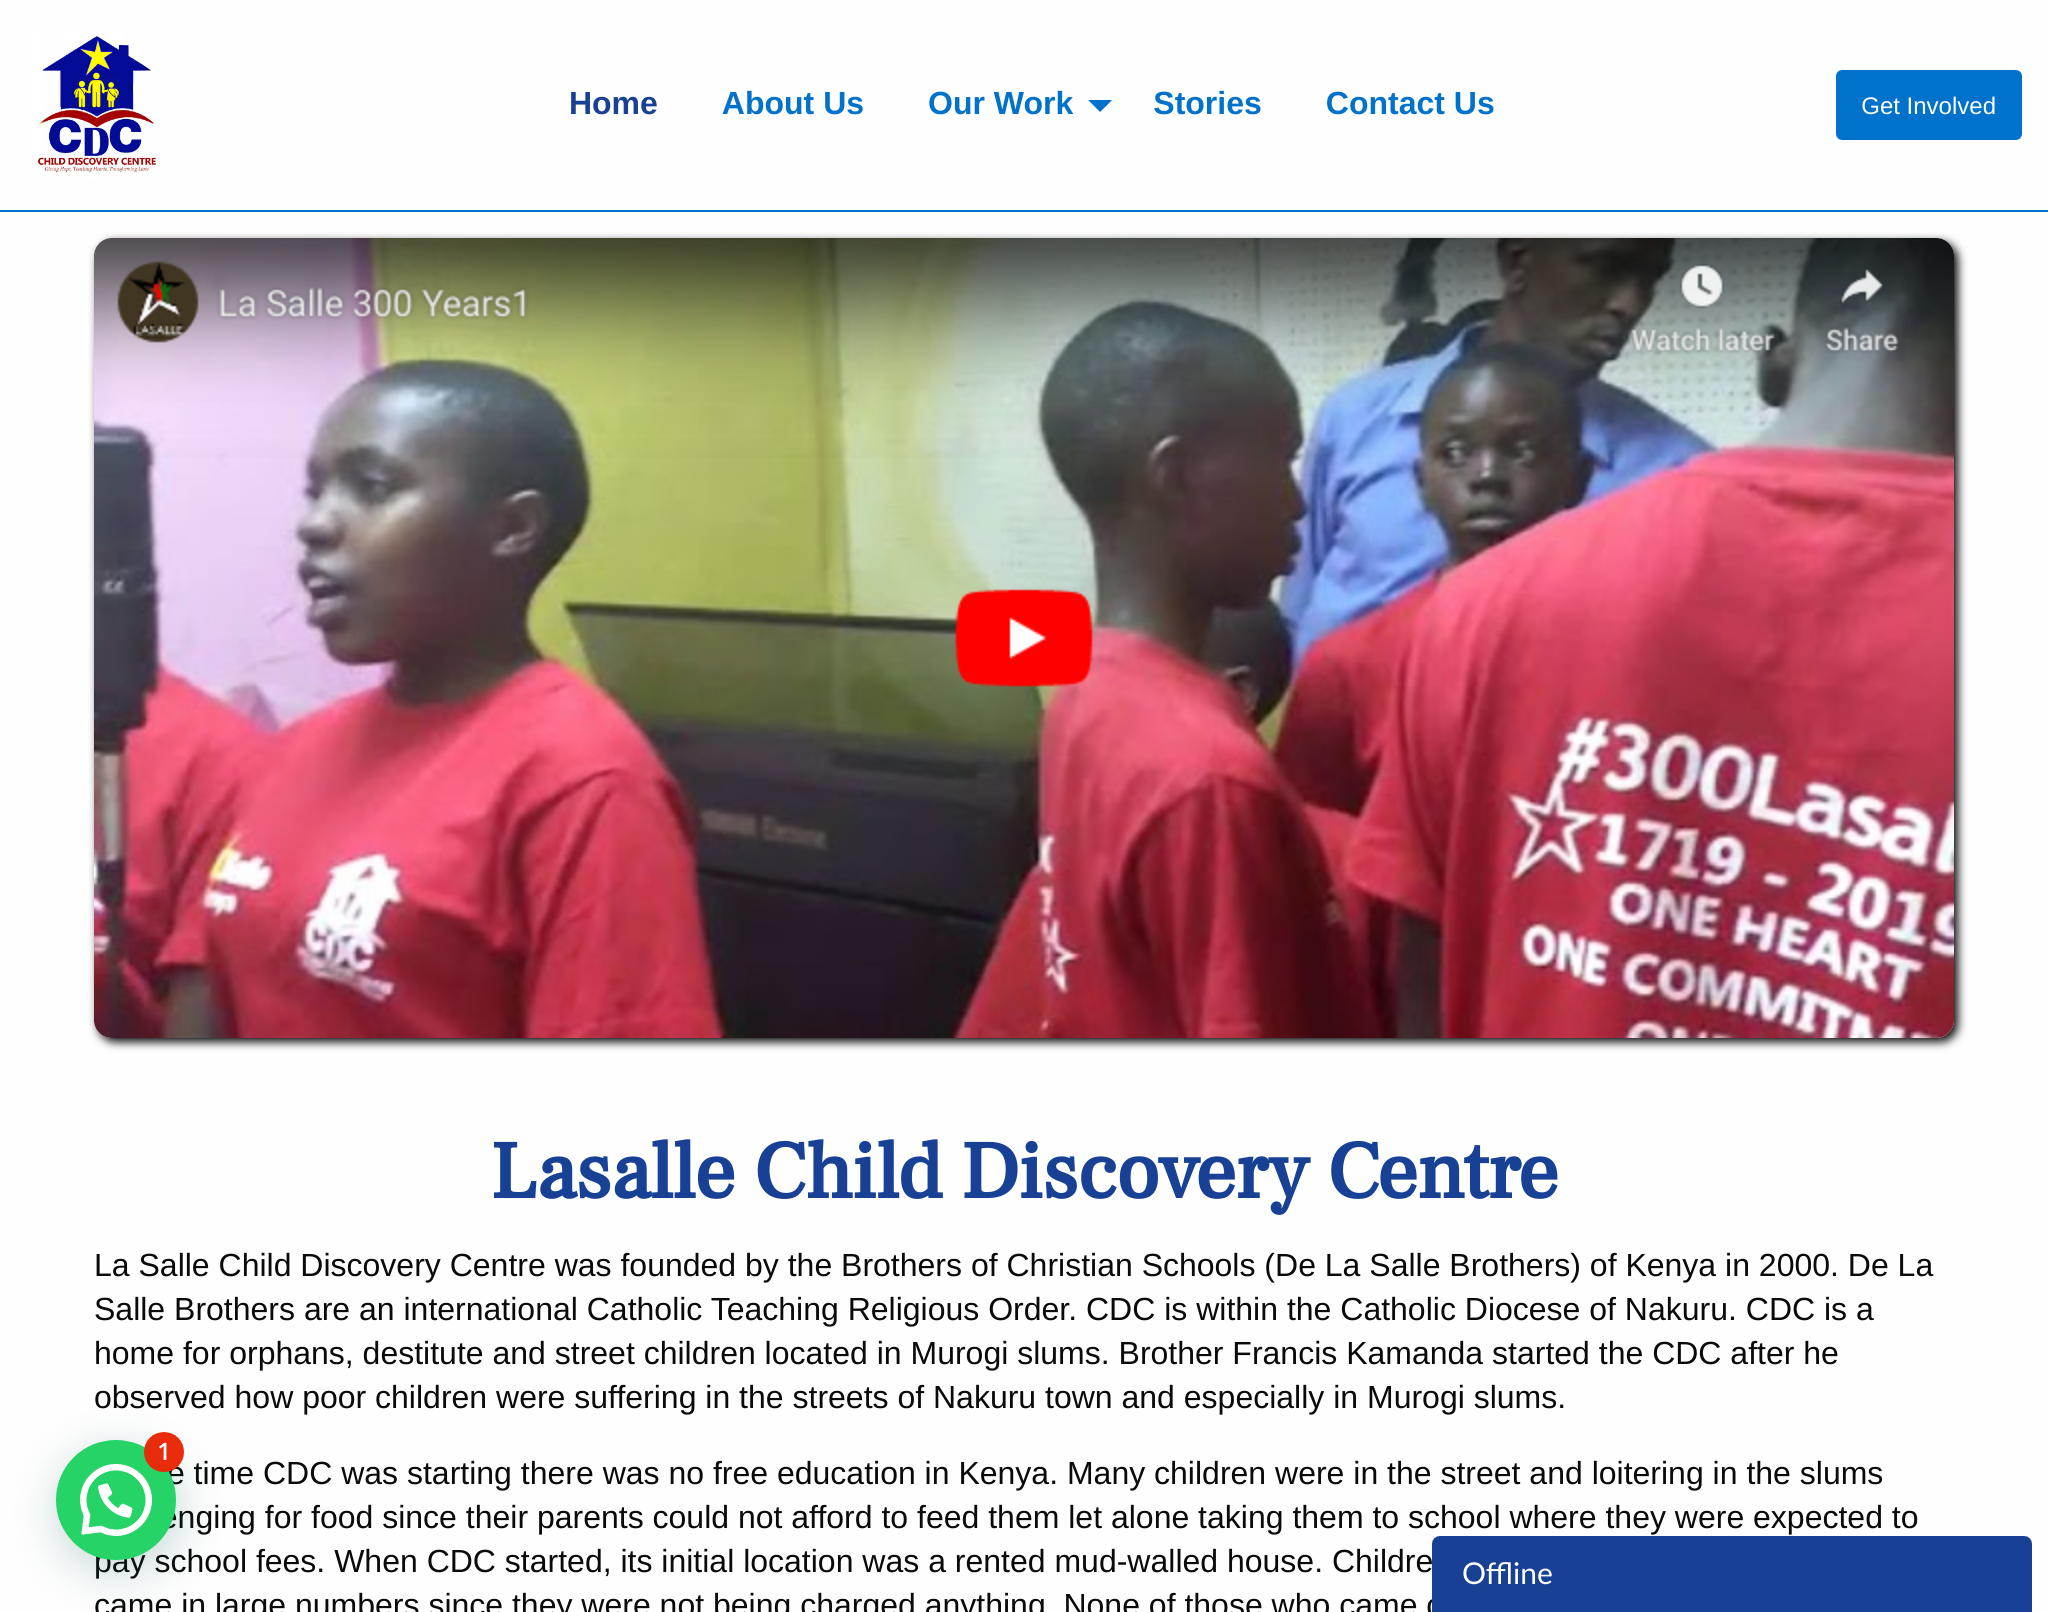 CDC
CHILD DISCOVERY CENTRE
Giving Hope, Touching Hearts, Transforming Lives
Home
About Us
Our Work
Stories
Contact Us
Get Involved
LASALLE
La Salle 300 Years1
Watch later
Share
#300Lasal
1719 - 2019
ONE HEART
ONE COMMITM
CDC
Lasalle Child Discovery Centre
La Salle Child Discovery Centre was founded by the Brothers of Christian Schools (De La Salle Brothers) of Kenya in 2000. De La
Salle Brothers are an international Catholic Teaching Religious Order. CDC is within the Catholic Diocese of Nakuru. CDC is a
home for orphans, destitute and street children located in Murogi slums. Brother Francis Kamanda started the CDC after he
observed how poor children were suffering in the streets of Nakuru town and especially in Murogi slums.
time CDC was starting there was no free education in Kenya. Many children were in the street and loitering in the slums
enging for food since their parents could not afford to feed them let alone taking them to school where they were expected to
pay school fees. When CDC started, its initial location was a rented mud-walled house. Childre
came in large numbers since they were not being charged anything. None of those who came
1
Offline